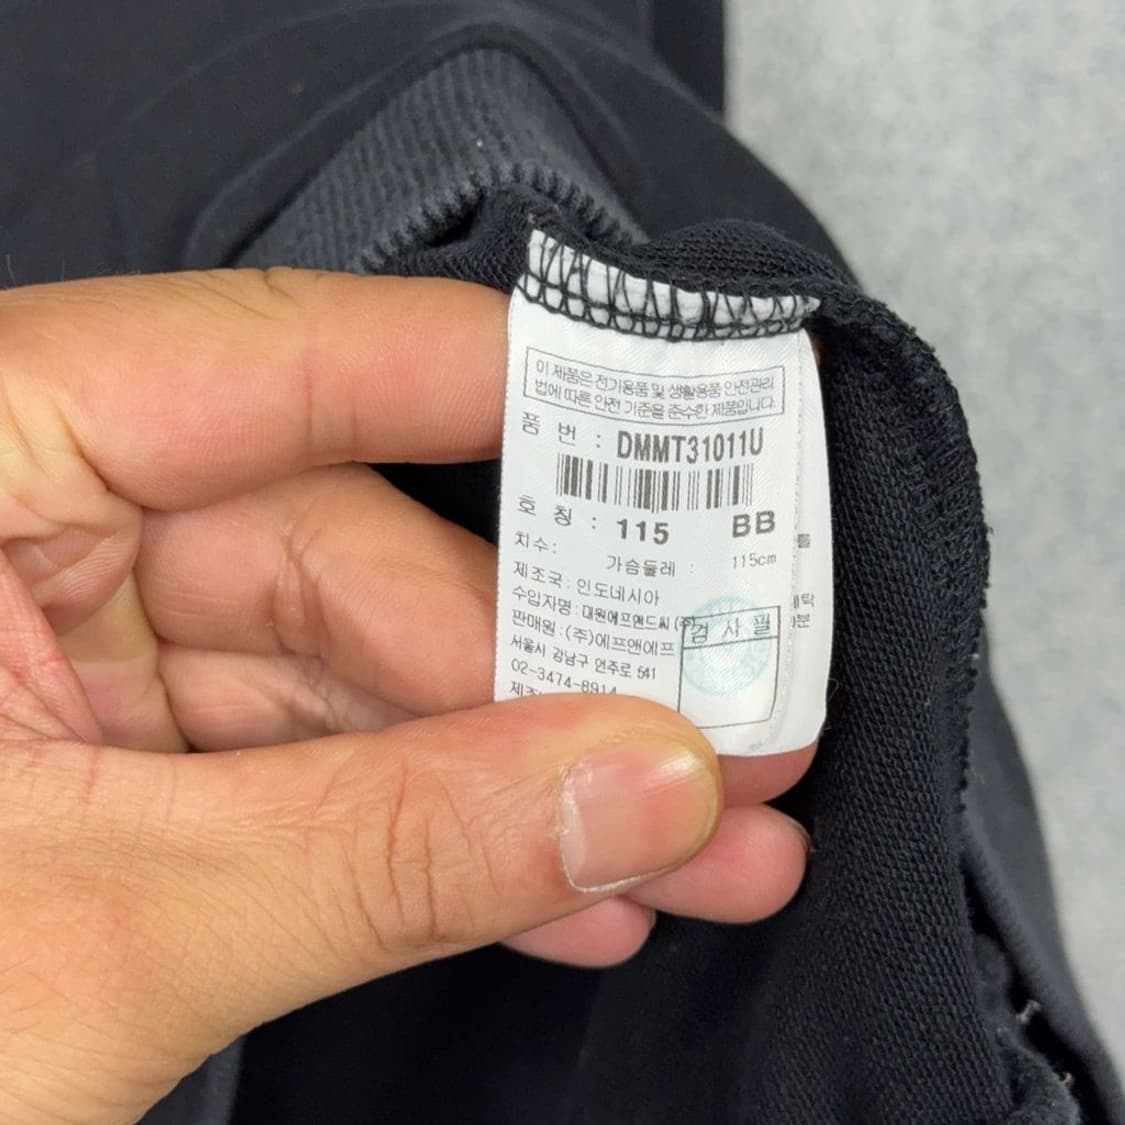 이 제품은 전기용품 및 생활용품 안전관리
법에 따른 안전 기준을 준수한 제품입니다.
품 번 : DMMT31011U
호 칭 : 115 BB
치수: 가슴둘레 : 115cm
제조국 : 인도네시아
수입자명 : 대원에프앤드씨 (주)
판매원 : (주)에프앤에프
서울시 강남구 언주로 541
02-3474-8914
검 사 필